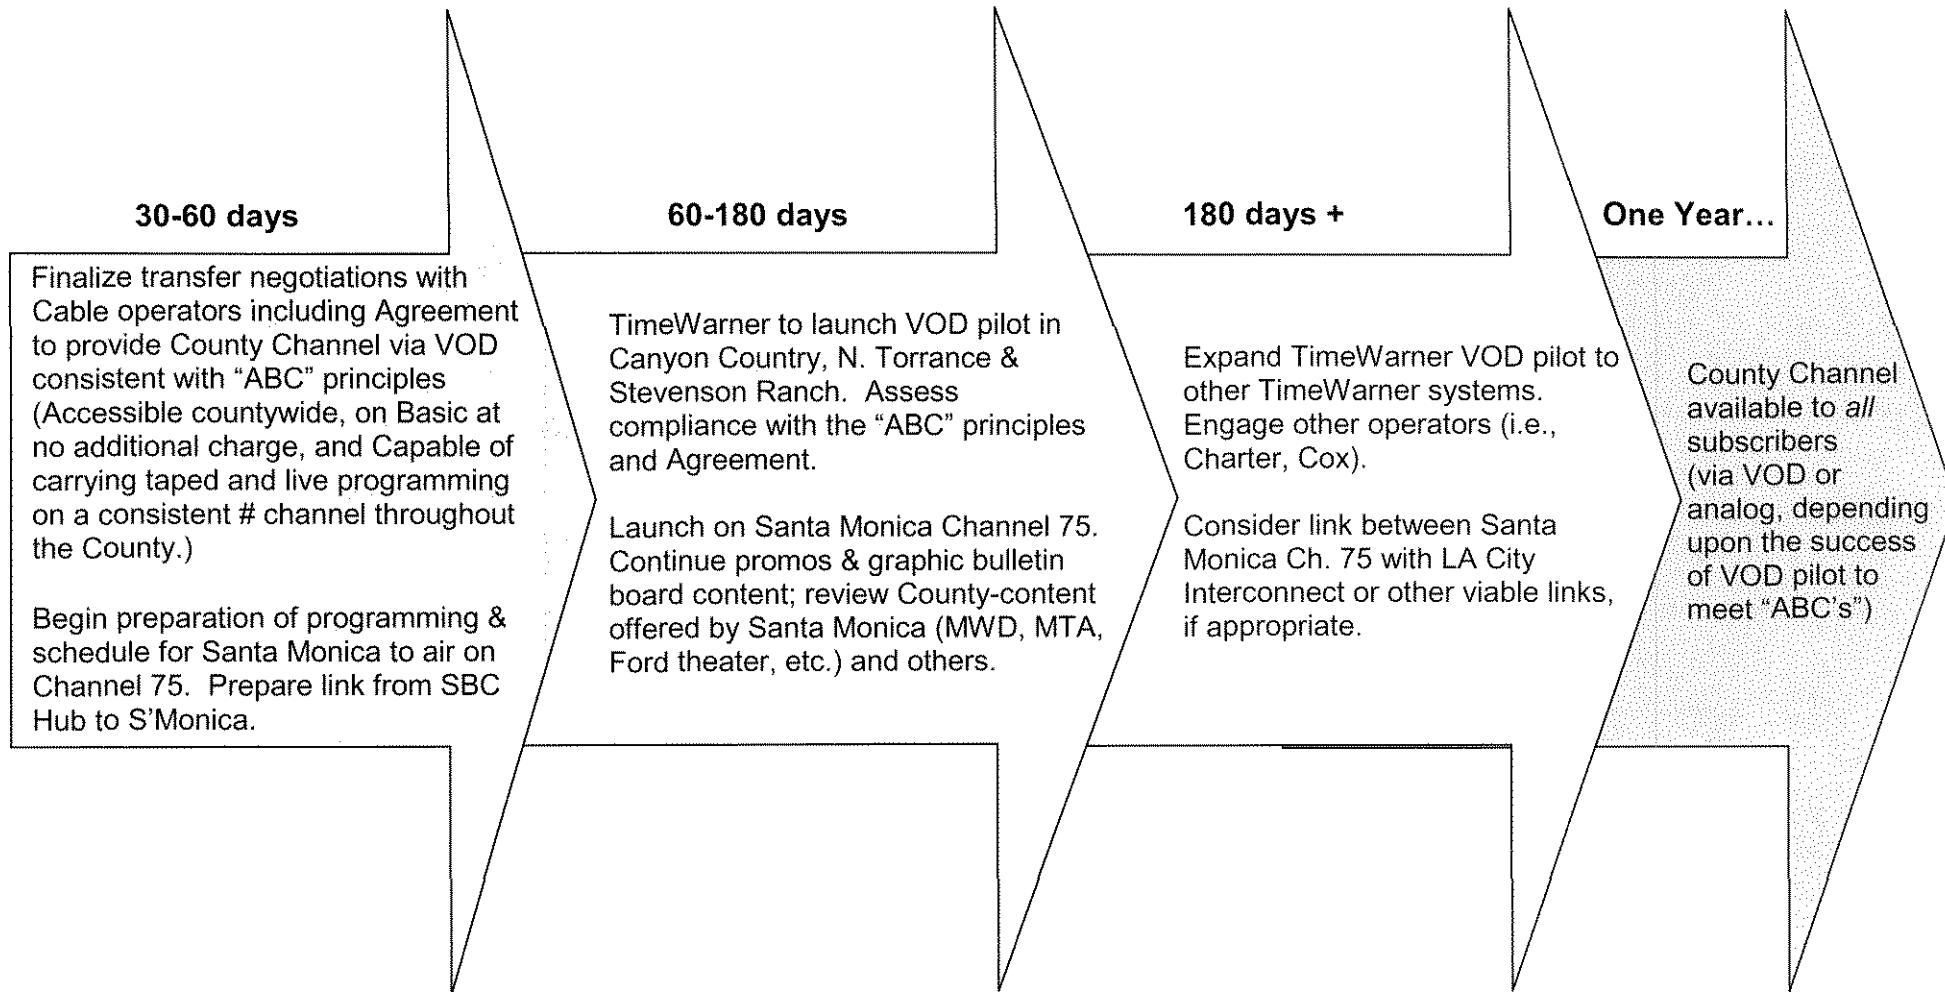 30-60 days
Finalize transfer negotiations with
Cable operators including Agreement
to provide County Channel via VOD
consistent with “ABC” principles
(Accessible countywide, on Basic at
no additional charge, and Capable of
carrying taped and live programming
on a consistent # channel throughout
the County.)
Begin preparation of programming &
schedule for Santa Monica to air on
Channel 75.  Prepare link from SBC
Hub to S’Monica.
60-180 days
TimeWarner to launch VOD pilot in
Canyon Country, N. Torrance &
Stevenson Ranch.  Assess
compliance with the “ABC” principles
and Agreement.
Launch on Santa Monica Channel 75.
Continue promos & graphic bulletin
board content; review County-content
offered by Santa Monica (MWD, MTA,
Ford theater, etc.) and others.
180 days +
Expand TimeWarner VOD pilot to
other TimeWarner systems.
Engage other operators (i.e.,
Charter, Cox).
Consider link between Santa
Monica Ch. 75 with LA City
Interconnect or other viable links,
if appropriate.
One Year…
County Channel
available to all
subscribers
(via VOD or
analog, depending
upon the success
of VOD pilot to
meet “ABC’s”)